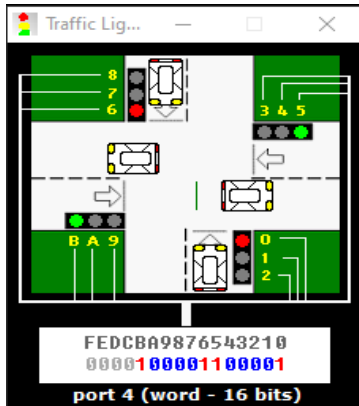 Traffic Lig...
8
7
6
3 4 5
B A 9
0
1
2
FEDCBA9876543210
0000100001100001
port 4 (word - 16 bits)